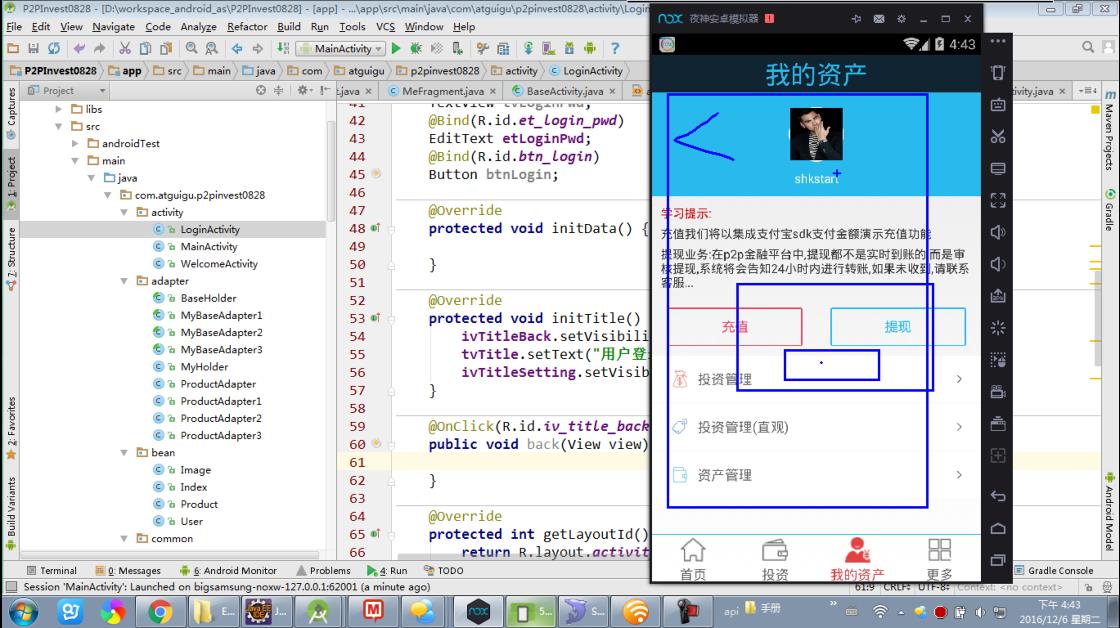 P2PInvest0828 - [D:\workspace_android_as\P2PInvest0828] - [app] - ...\app\src\main\java\com\atguigu\p2pinvest0828\activity\Login
File Edit View Navigate Code Analyze Refactor Build Run Tools VCS Window Help
MainActivity
P2PInvest0828 app src main java com atguigu p2pinvest0828 activity LoginActivity
Project
.java
MeFragment.java
BaseActivity.java
ivity.java
Captures
1: Project
7: Structure
2: Favorites
Build Variants
Maven Projects
Gradle
Android Model
libs
src
androidTest
main
java
com.atguigu.p2pinvest0828
activity
LoginActivity
MainActivity
WelcomeActivity
adapter
BaseHolder
MyBaseAdapter1
MyBaseAdapter2
MyBaseAdapter3
MyHolder
ProductAdapter
ProductAdapter1
ProductAdapter2
ProductAdapter3
bean
Image
Index
Product
User
common
41 TextView tvLoginPwd;
42 @Bind(R.id.et_login_pwd)
43 EditText etLoginPwd;
44 @Bind(R.id.btn_login)
45 Button btnLogin;
46
47 @Override
48 protected void initData() {
49
50 }
51
52 @Override
53 protected void initTitle()
54 ivTitleBack.setVisibili
55 tvTitle.setText("用户登
56 ivTitleSetting.setVisib
57 }
58
59 @OnClick(R.id.iv_title_back
60 public void back(View view)
61
62 }
63
64 @Override
65 protected int getLayoutId()
66 return R.layout.activit
nox 夜神安卓模拟器
4:43
我的资产
shkstart
学习提示:
充值我们将以集成支付宝sdk支付金额演示充值功能
提现业务:在p2p金融平台中,提现都不是实时到账的,而是审
核提现,系统将会告知24小时内进行转账,如果未收到,请联系
客服...
充值 提现
投资管理
投资管理(直观)
资产管理
首页 投资 我的资产 更多
Terminal 0: Messages 6: Android Monitor Problems 4: Run TODO
Gradle Console
Session 'MainActivity': Launched on bigsamsung-noxw-127.0.0.1:62001 (a minute ago)
61:9 CRLF÷ UTF-8÷ Context: <no context>
E...
J...
5...
S...
api
手册
下午 4:43
2016/12/6 星期二